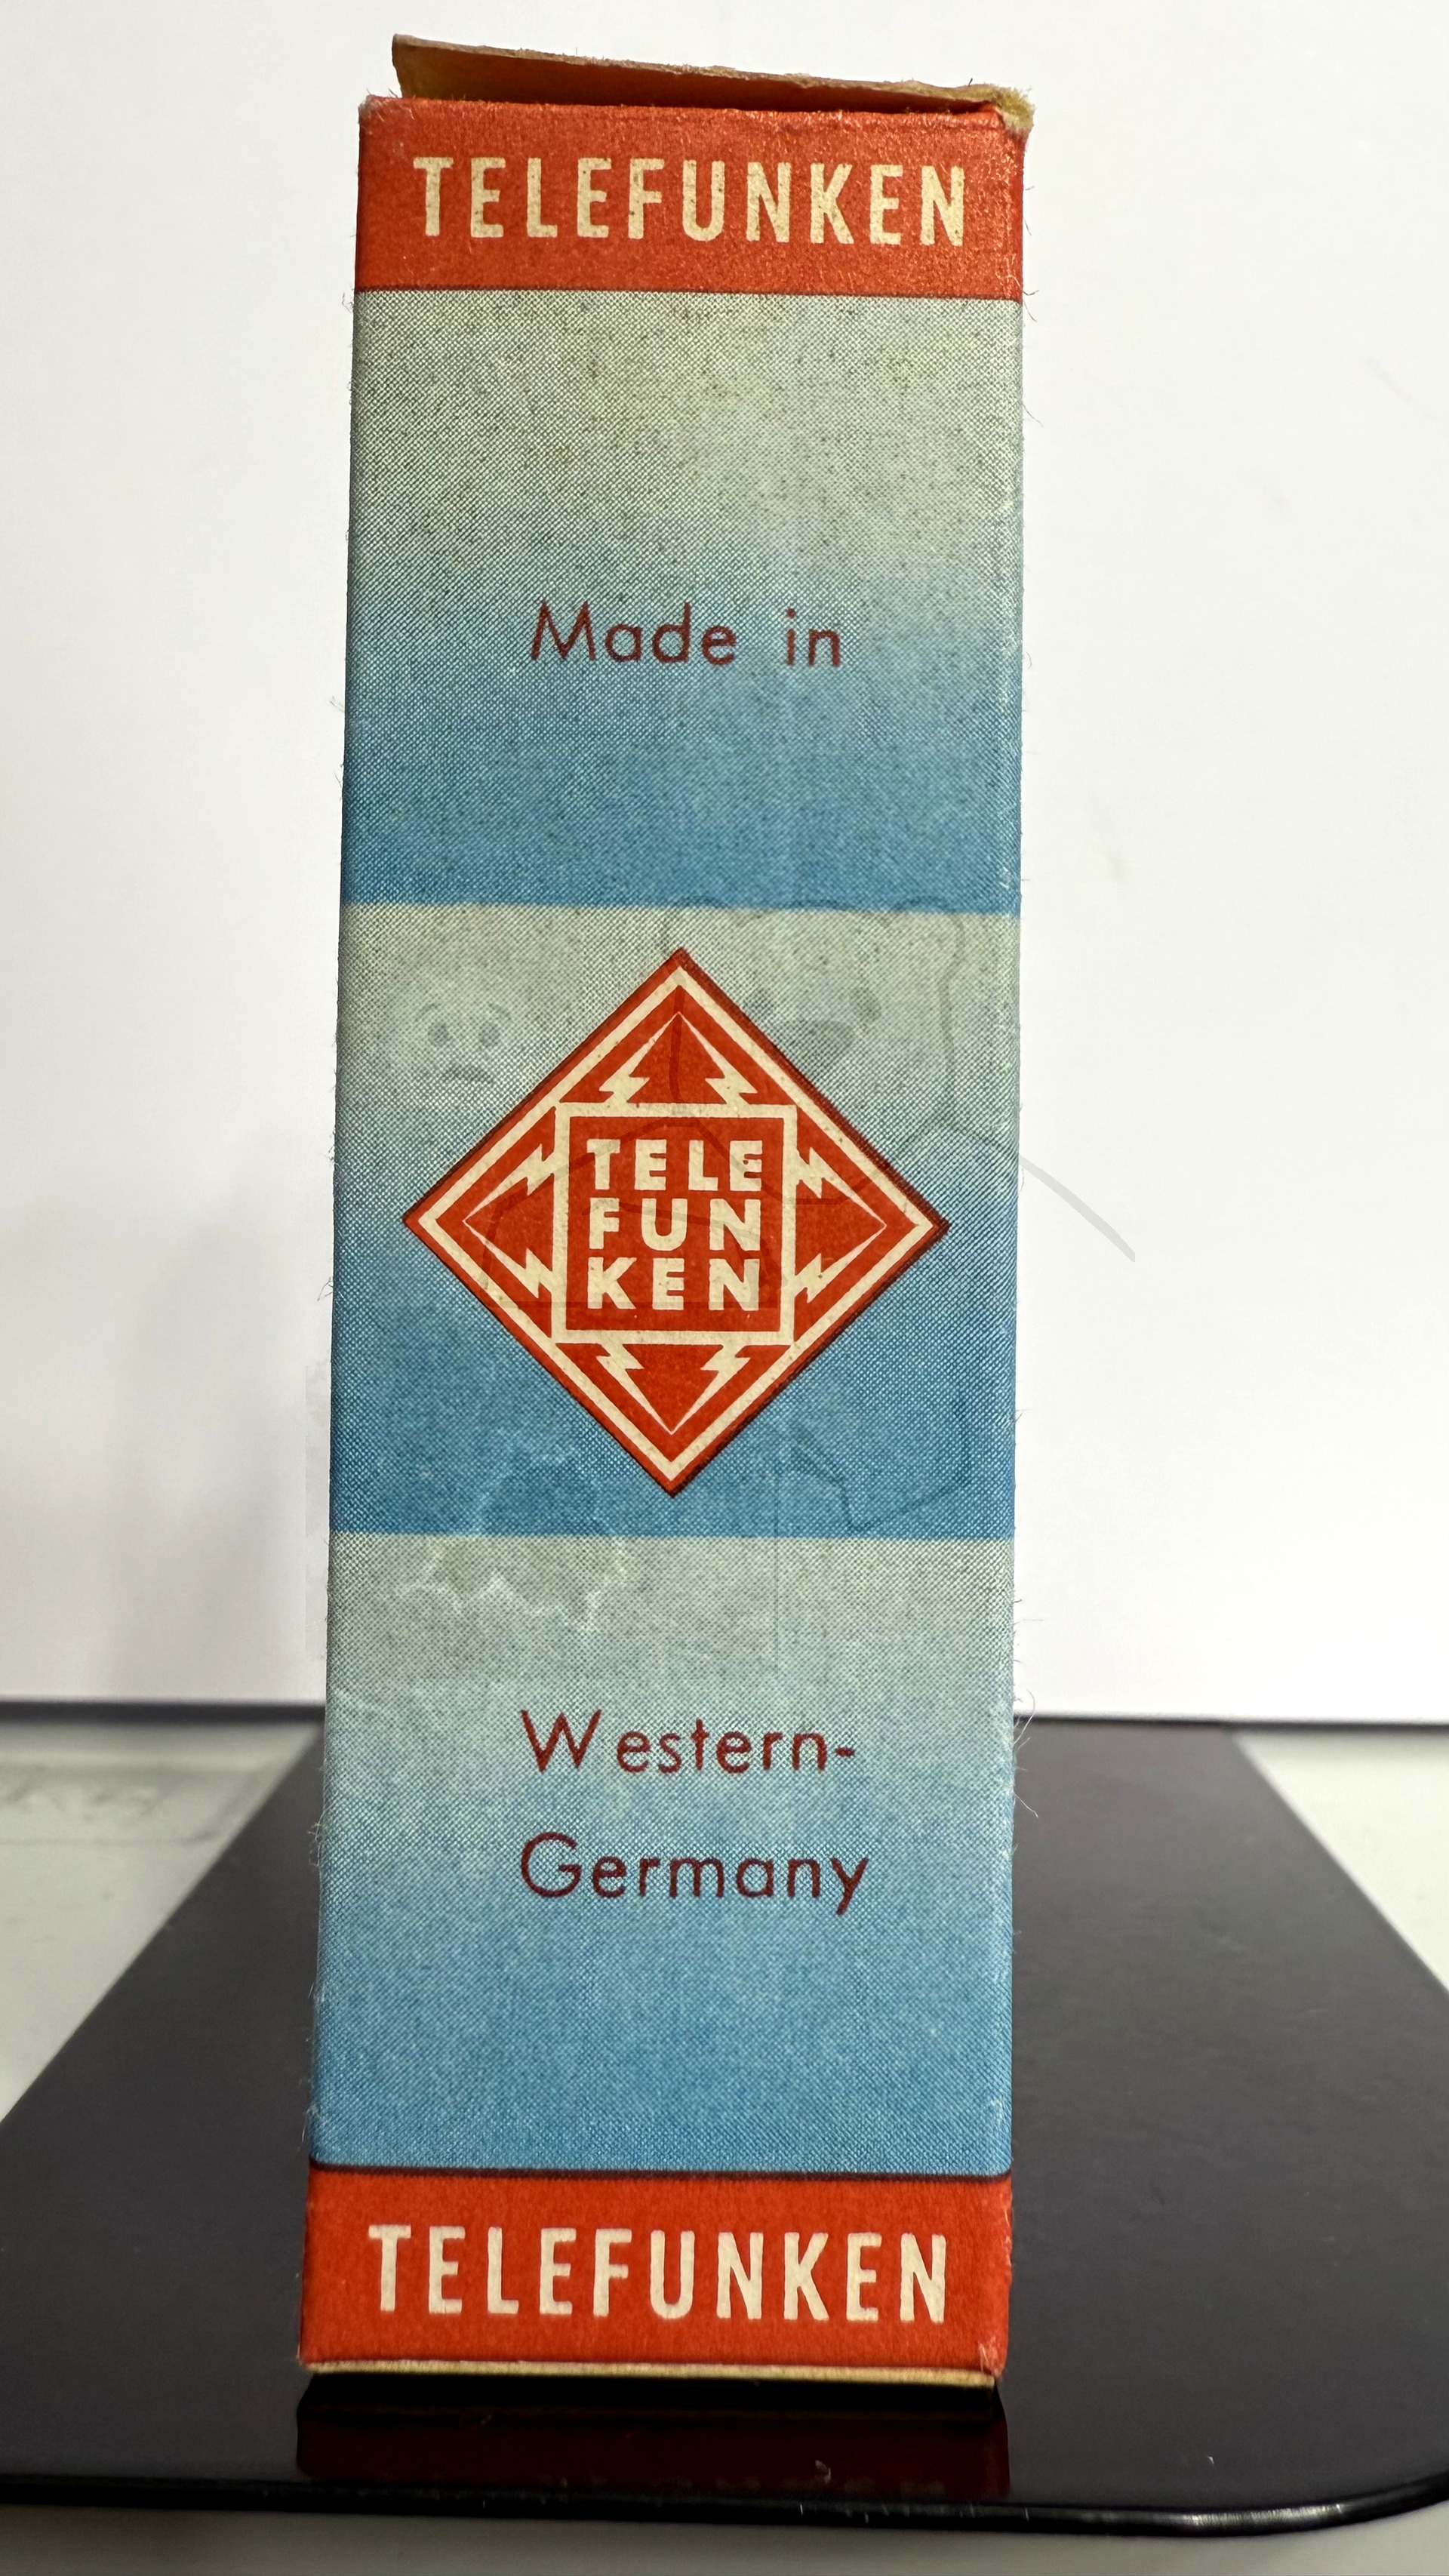 TELEFUNKEN
Made in
TELE
FUN
KEN
Western-
Germany
TELEFUNKEN